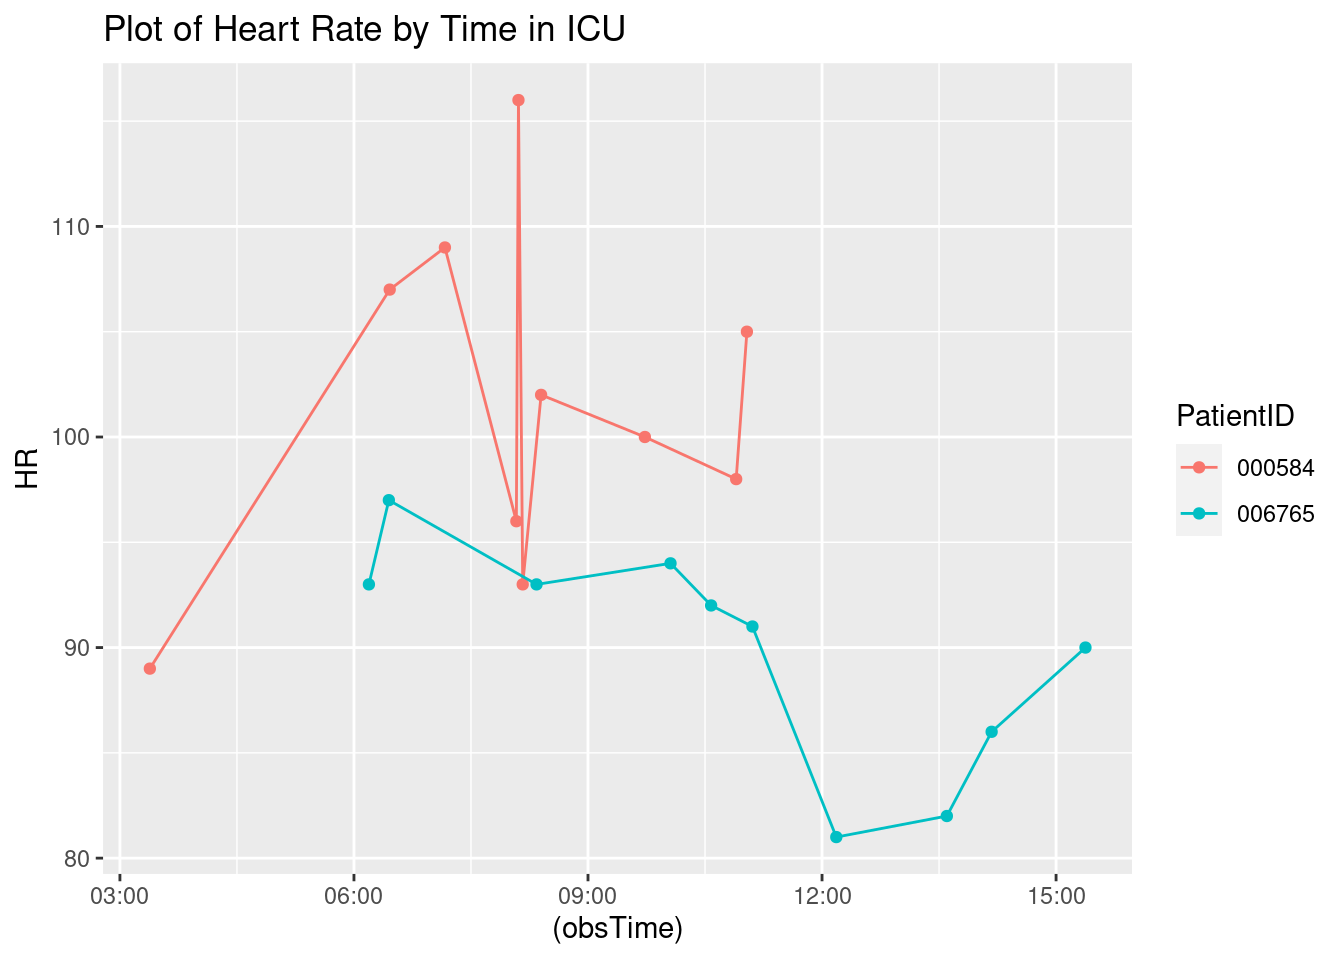 Plot of Heart Rate by Time in ICU
110
100
90
80
HR
03:00 06:00 09:00 12:00 15:00
(obsTime)
PatientID
000584
006765